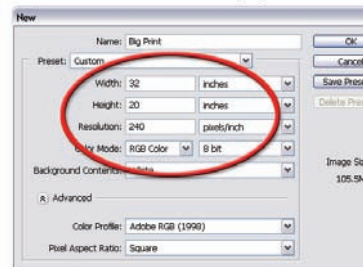 New
Name: Big Print
OK
Preset: Custom
Cancel
Width: 32 inches
Save Prese
Height: 20 inches
Delete Pre
Resolution: 240 pixels/inch
Color Mode: RGB Color 8 bit
Background Contents:
Image Si
105.5M
Advanced
Color Profile: Adobe RGB (1998)
Pixel Aspect Ratio: Square